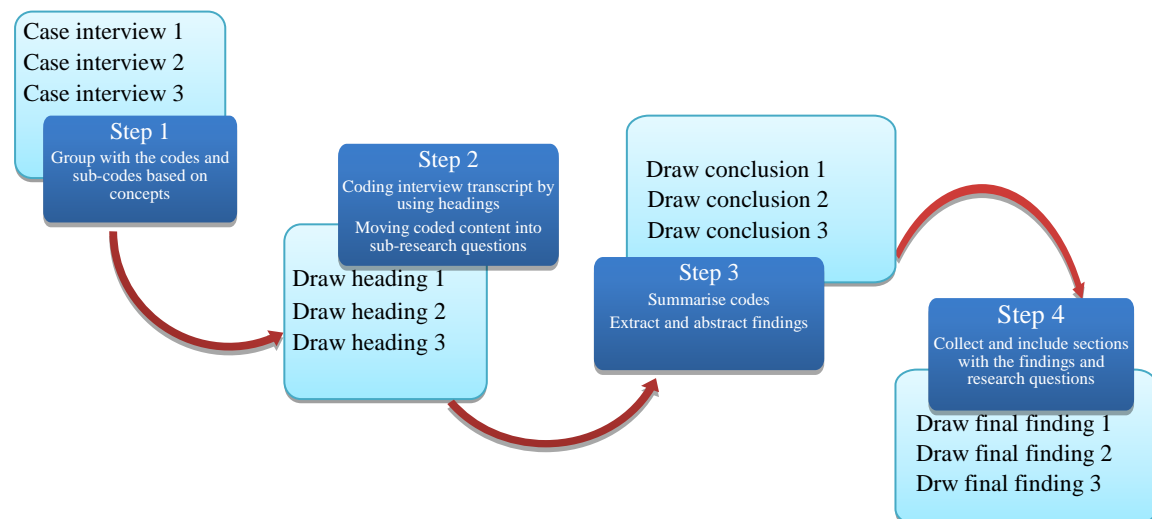 Case interview 1
Case interview 2
Case interview 3
Step 1
Group with the codes and
sub-codes based on
concepts
Step 2
Coding interview transcript by
using headings
Moving coded content into
sub-research questions
Draw heading 1
Draw heading 2
Draw heading 3
Draw conclusion 1
Draw conclusion 2
Draw conclusion 3
Step 3
Summarise codes
Extract and abstract findings
Step 4
Collect and include sections
with the findings and
research questions
Draw final finding 1
Draw final finding 2
Drw final finding 3